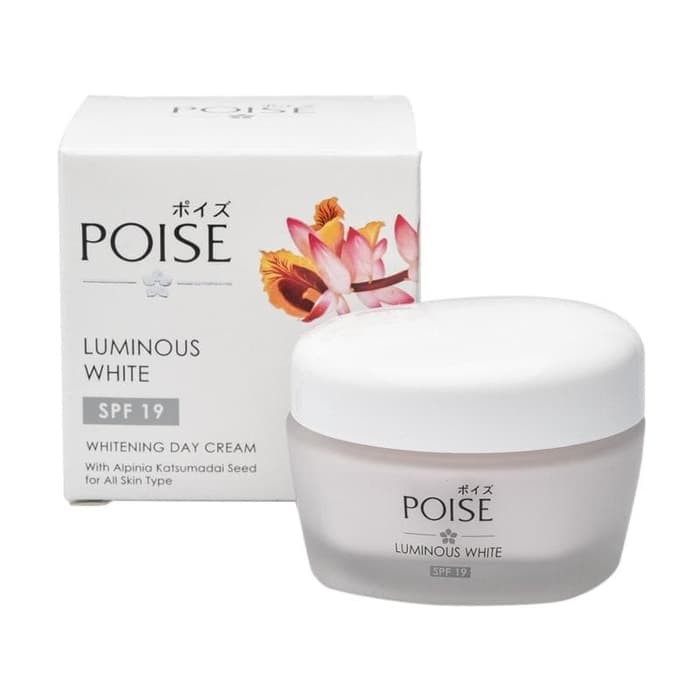 POISE
ポイズ
POISE
LUMINOUS
WHITE
SPF 19
WHITENING DAY CREAM
With Alpinia Katsumadai Seed
for All Skin Type
ポイズ
POISE
LUMINOUS WHITE
SPF 19